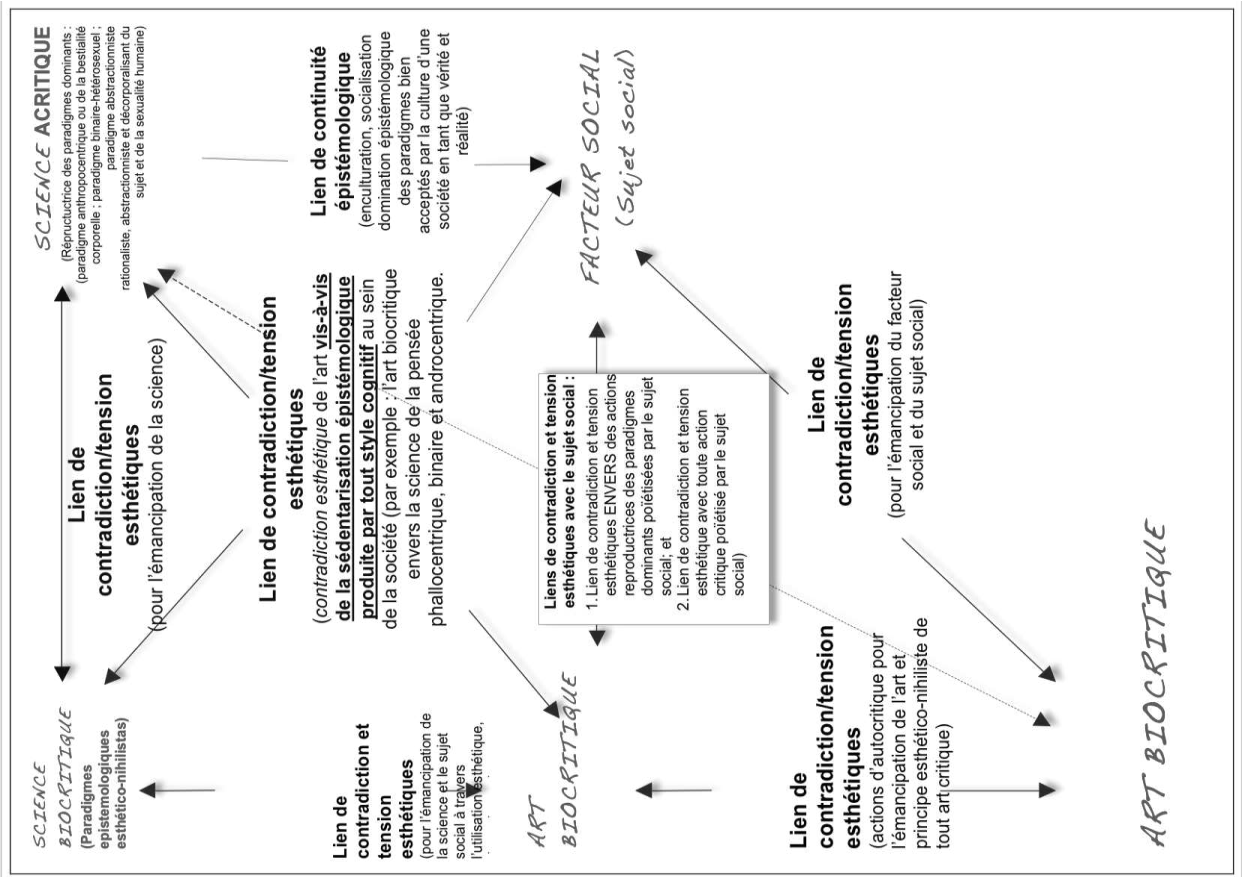 SCIENCE
BIOCRITIQUE
(Paradigmes
epistemologiques
esthético-nihilistas)
Lien de
contradiction/tension
esthétiques
(pour l'émancipation de la science)
SCIENCE ACRITIQUE
(Répructuctrice des paradigmes dominants :
(paradigme anthropocentrique ou de la bestialité
corporelle ; paradigme binaire-hétérosexuel ;
paradigme abstractionniste
rationaliste, abstractionniste et décorporalisant du
sujet et de la sexualité humaine)
Lien de contradiction/tension
esthétiques
(contradiction esthétique de l'art vis-à-vis
de la sédentarisation épistémologique
produite par tout style cognitif au sein
de la société (par exemple : l'art biocritique
envers la science de la pensée
phallocentrique, binaire et androcentrique.
Lien de continuité
épistémologique
(enculturation, socialisation
domination épistémologique
des paradigmes bien
acceptés par la culture d'une
société en tant que vérité et
réalité)
Lien de
contradiction et
tension
esthétiques
(pour l'émancipation de
la science et le sujet
social à travers
l'utilisation esthétique,
ART
BIOCRITIQUE
Liens de contradiction et tension
esthétiques avec le sujet social :
1. Lien de contradiction et tension
esthétiques ENVERS des actions
reproductrices des paradigmes
dominants poïétisées par le sujet
social; et
2. Lien de contradiction et tension
esthétique avec toute action
critique poïétisé par le sujet
social)
FACTEUR SOCIAL
(Sujet social)
Lien de
contradiction/tension
esthétiques
(actions d'autocritique pour
l'émancipation de l'art et
principe esthético-nihiliste de
tout art critique)
Lien de
contradiction/tension
esthétiques
(pour l'émancipation du facteur
social et du sujet social)
ART BIOCRITIQUE